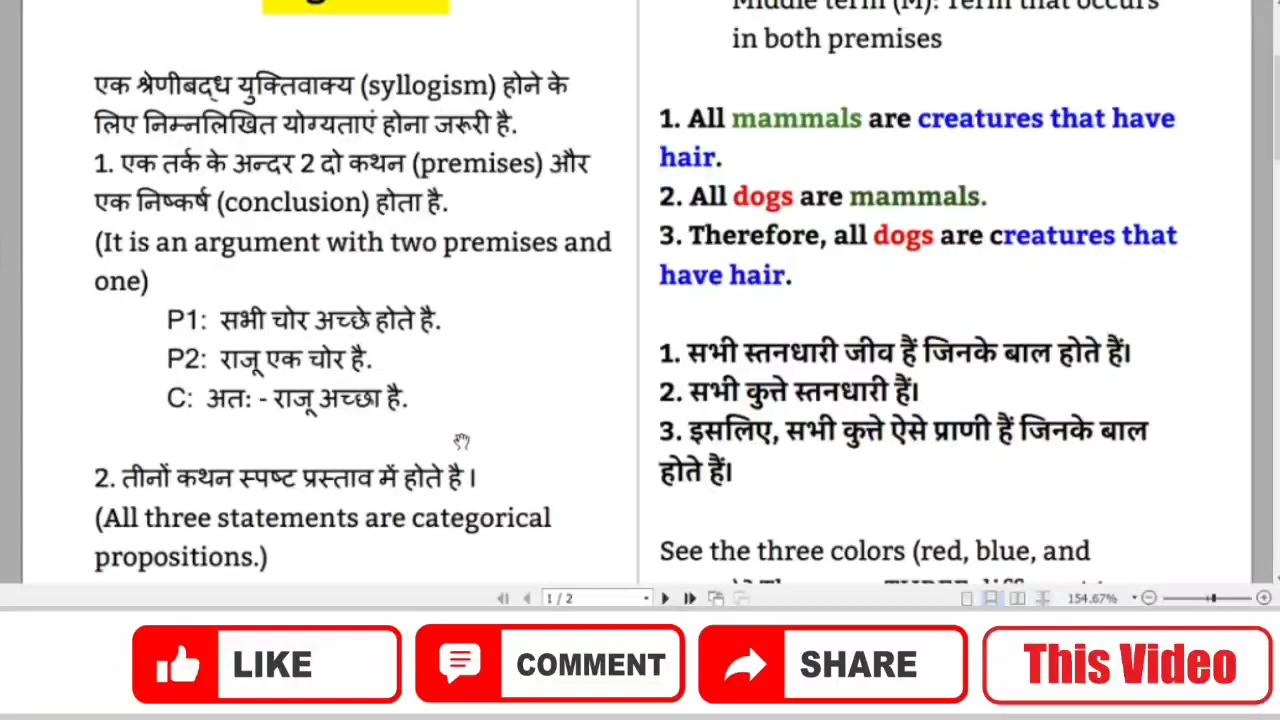 एक श्रेणीबद्ध युक्तिवाक्य (syllogism) होने के
लिए निम्नलिखित योग्यताएं होना जरूरी है.
1. एक तर्क के अन्दर 2 दो कथन (premises) और
एक निष्कर्ष (conclusion) होता है.
(It is an argument with two premises and
one)
P1: सभी चोर अच्छे होते है.
P2: राजू एक चोर है.
C: अतः - राजू अच्छा है.
2. तीनों कथन स्पष्ट प्रस्ताव में होते है ।
(All three statements are categorical
propositions.)
Middle term (M): Term that occurs
in both premises
1. All mammals are creatures that have
hair.
2. All dogs are mammals.
3. Therefore, all dogs are creatures that
have hair.
1. सभी स्तनधारी जीव हैं जिनके बाल होते हैं।
2. सभी कुत्ते स्तनधारी हैं।
3. इसलिए, सभी कुत्ते ऐसे प्राणी हैं जिनके बाल
होते हैं।
See the three colors (red, blue, and
1 / 2
154.67%
LIKE
COMMENT
SHARE
This Video